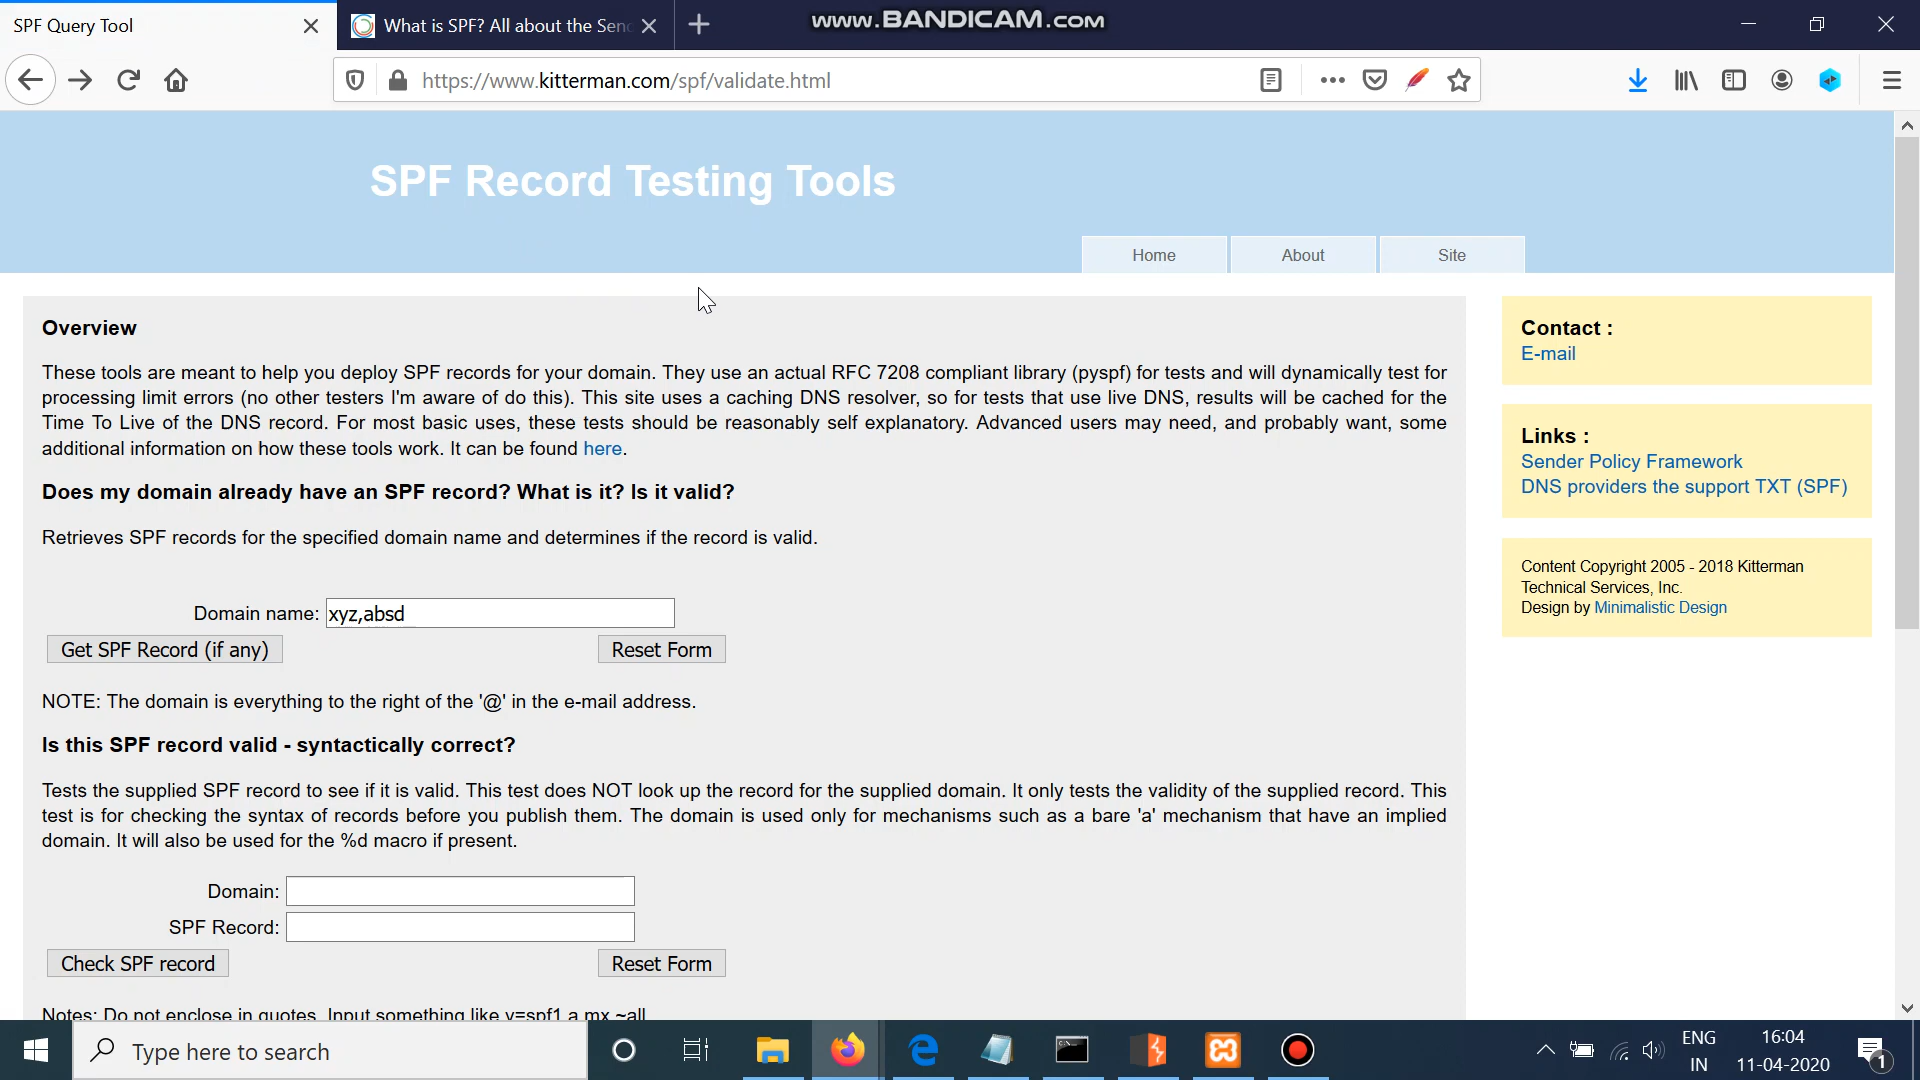 SPF Query Tool
What is SPF? All about the Sen
www.BANDICAM.com
https://www.kitterman.com/spf/validate.html
SPF Record Testing Tools
Home
About
Site
Overview
These tools are meant to help you deploy SPF records for your domain. They use an actual RFC 7208 compliant library (pyspf) for tests and will dynamically test for
processing limit errors (no other testers I'm aware of do this). This site uses a caching DNS resolver, so for tests that use live DNS, results will be cached for the
Time To Live of the DNS record. For most basic uses, these tests should be reasonably self explanatory. Advanced users may need, and probably want, some
additional information on how these tools work. It can be found here.
Does my domain already have an SPF record? What is it? Is it valid?
Retrieves SPF records for the specified domain name and determines if the record is valid.
Domain name: xyz,absd
Get SPF Record (if any)
Reset Form
NOTE: The domain is everything to the right of the '@' in the e-mail address.
Is this SPF record valid - syntactically correct?
Tests the supplied SPF record to see if it is valid. This test does NOT look up the record for the supplied domain. It only tests the validity of the supplied record. This
test is for checking the syntax of records before you publish them. The domain is used only for mechanisms such as a bare 'a' mechanism that have an implied
domain. It will also be used for the %d macro if present.
Domain:
SPF Record:
Check SPF record
Reset Form
Notes: Do not enclose in quotes. Input something like v=spf1 a mx ~all
Contact :
E-mail
Links :
Sender Policy Framework
DNS providers the support TXT (SPF)
Content Copyright 2005 - 2018 Kitterman
Technical Services, Inc.
Design by Minimalistic Design
Type here to search
ENG
IN
16:04
11-04-2020
1